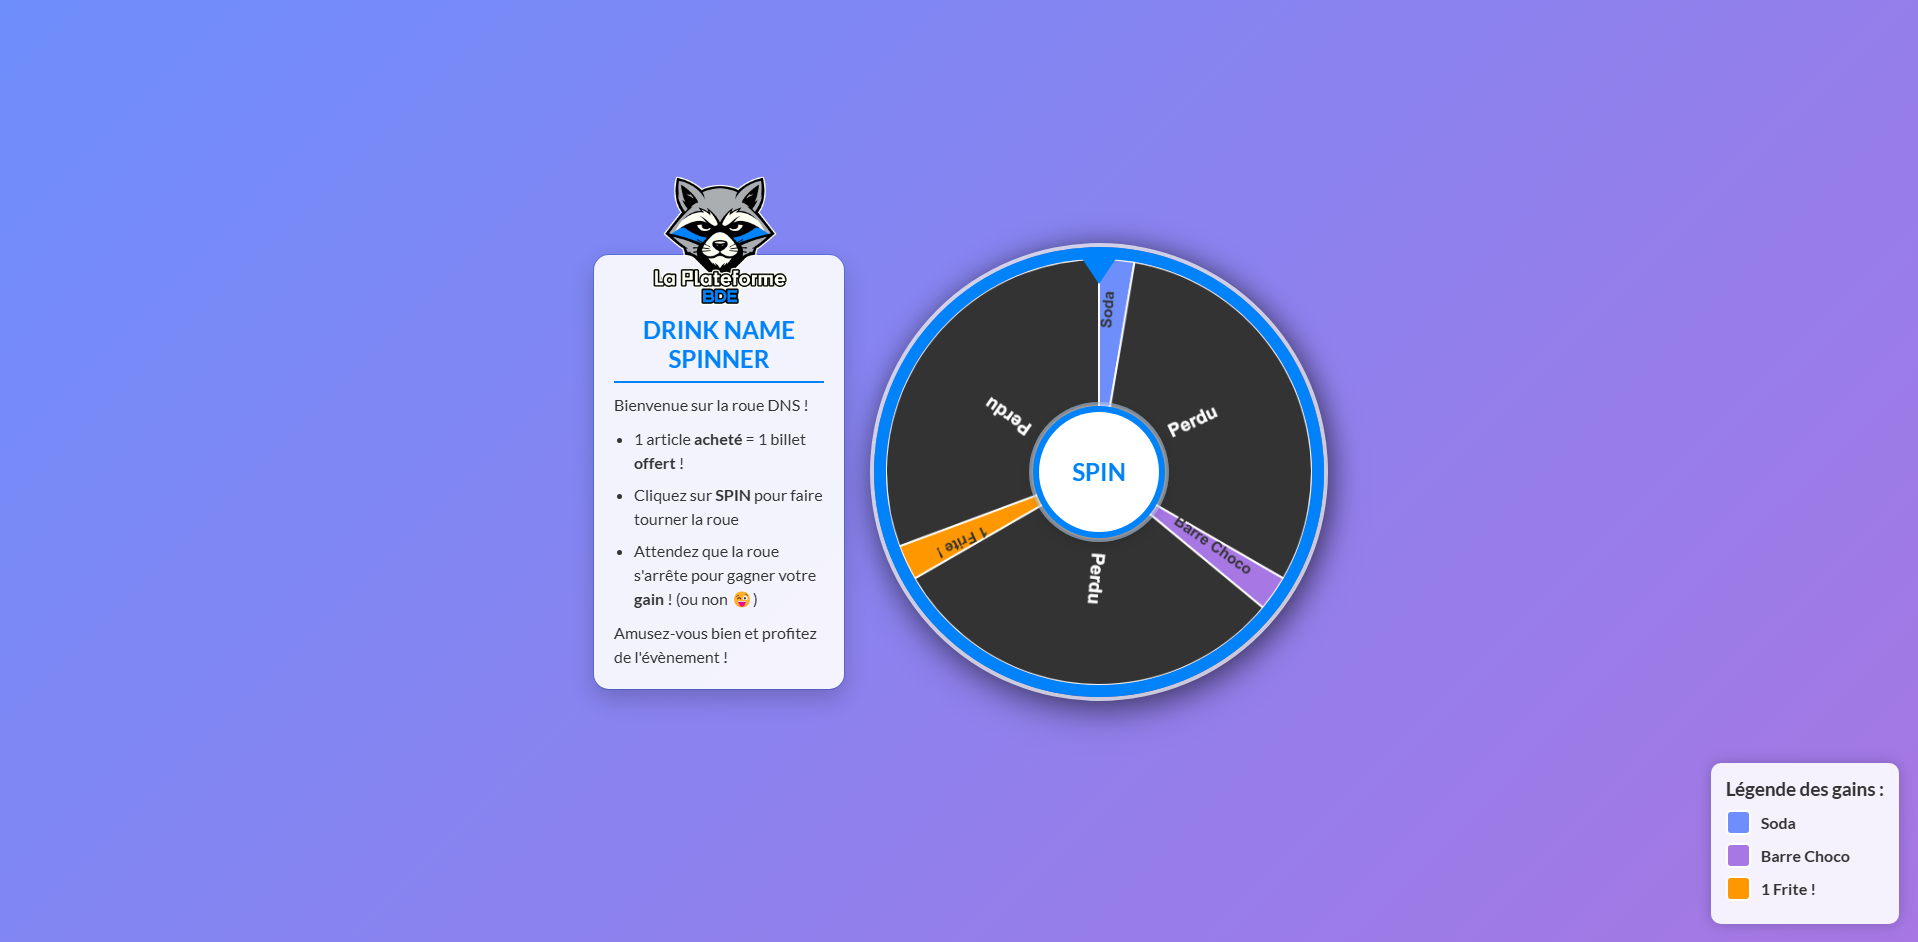 La Plateforme
BDE
DRINK NAME
SPINNER
Bienvenue sur la roue DNS !
• 1 article acheté = 1 billet
offert !
• Cliquez sur SPIN pour faire
tourner la roue
• Attendez que la roue
s'arrête pour gagner votre
gain ! (ou non 😜)
Amusez-vous bien et profitez
de l'évènement !
Soda
Perdu
Barre Choco
Perdu
1 Frite !
Perdu
SPIN
Légende des gains :
Soda
Barre Choco
1 Frite !